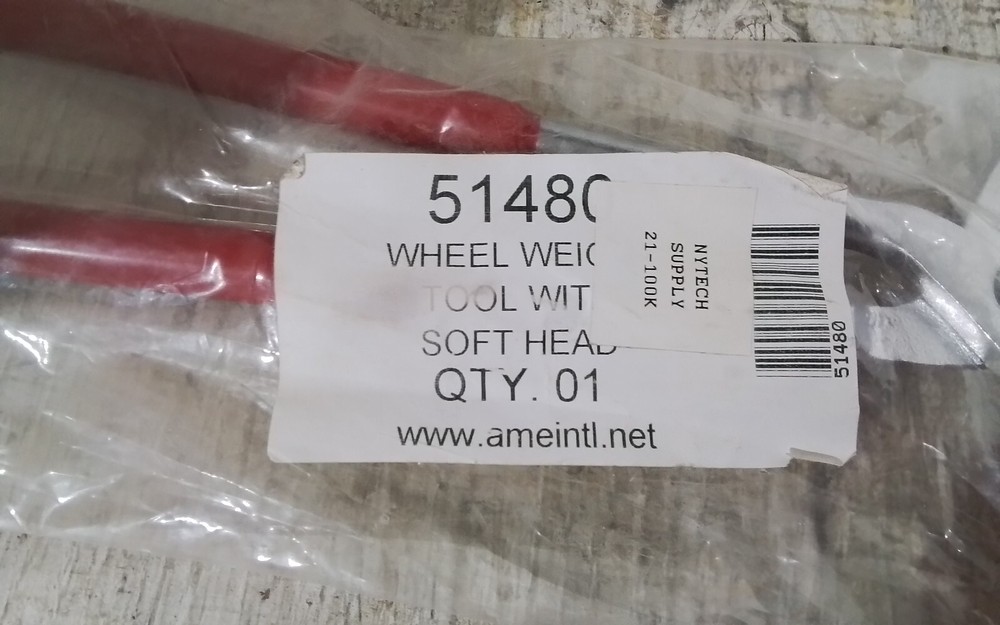 51480
WHEEL WEIG
TOOL WIT
SOFT HEAD
QTY. 01
www.ameintl.net
NYTECH
SUPPLY
21-100K
51480